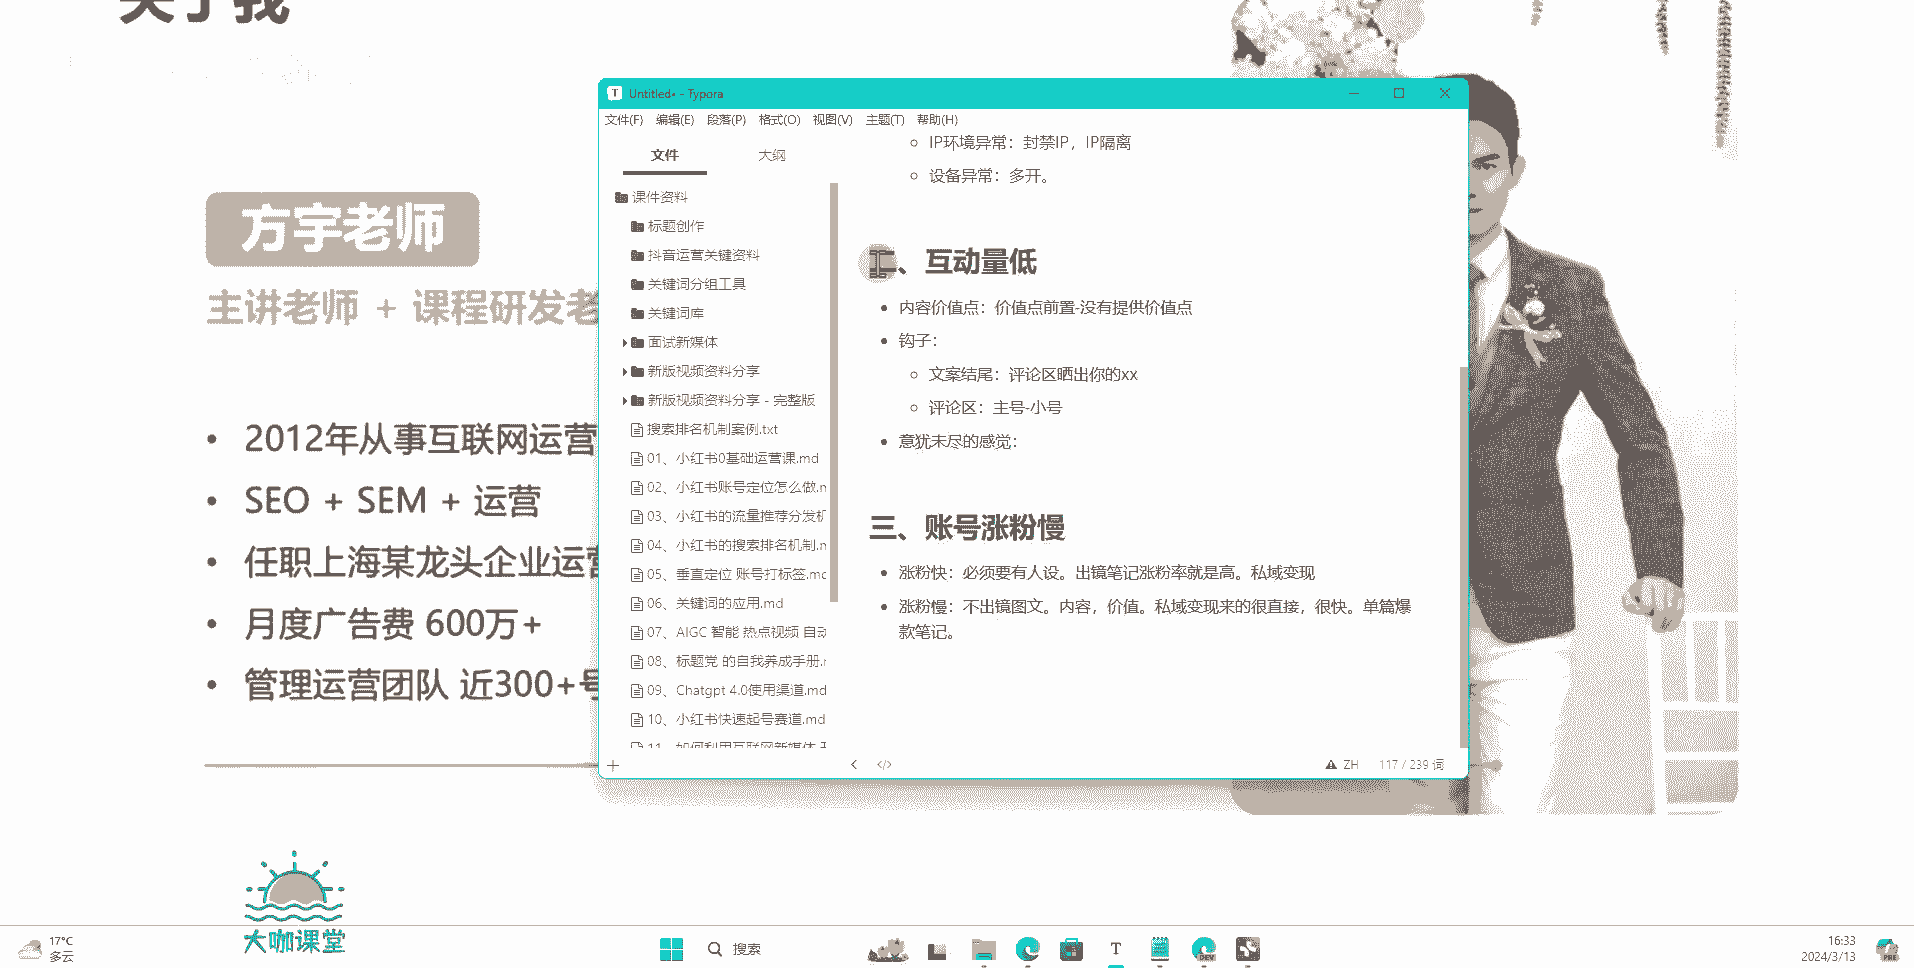 关于我
方宇老师
主讲老师 + 课程研发老
• 2012年从事互联网运营
• SEO + SEM + 运营
• 任职上海某龙头企业运营
• 月度广告费 600万+
• 管理运营团队 近300+号
大咖课堂
Untitled• - Typora
文件(F) 编辑(E) 段落(P) 格式(O) 视图(V) 主题(T) 帮助(H)
文件 大纲
课件资料
标题创作
抖音运营关键资料
关键词分组工具
关键词库
面试新媒体
新版视频资料分享
新版视频资料分享 - 完整版
搜索排名机制案例.txt
01、小红书0基础运营课.md
02、小红书账号定位怎么做.m
03、小红书的流量推荐分发机
04、小红书的搜索排名机制.m
05、垂直定位 账号打标签.md
06、关键词的应用.md
07、AIGC 智能 热点视频 自动
08、标题党 的自我养成手册.m
09、Chatgpt 4.0使用渠道.md
10、小红书快速起号赛道.md
11、如何利用互联网新媒体
IP环境异常：封禁IP，IP隔离
设备异常：多开。
二、互动量低
内容价值点：价值点前置-没有提供价值点
钩子：
文案结尾：评论区晒出你的xx
评论区：主号-小号
意犹未尽的感觉：
三、账号涨粉慢
涨粉快：必须要有人设。出镜笔记涨粉率就是高。私域变现
涨粉慢：不出镜图文。内容，价值。私域变现来的很直接，很快。单篇爆
款笔记。
ZH 117 / 239 词
17°C
多云
搜索
DEV
16:33
2024/3/13
PRE